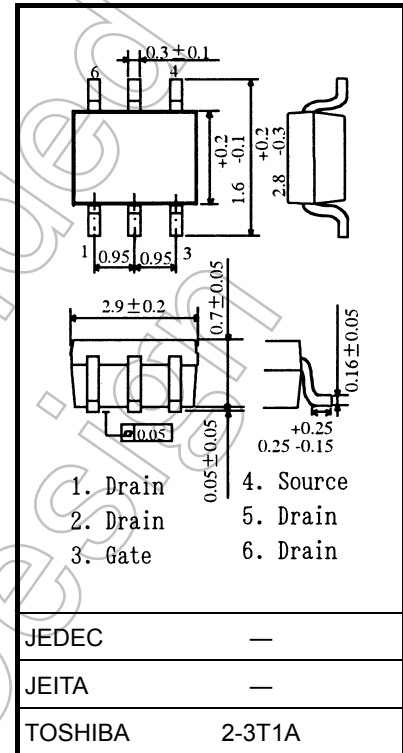 0.3±0.1
6 4
+0.2
1.6 -0.1
+0.2
2.8 -0.3
1 0.95 0.95 3
2.9±0.2
0.7±0.05
0.16±0.05
0.05
0.05±0.05
+0.25
0.25 -0.15
1. Drain
2. Drain
3. Gate
4. Source
5. Drain
6. Drain
JEDEC —
JEITA —
TOSHIBA 2-3T1A